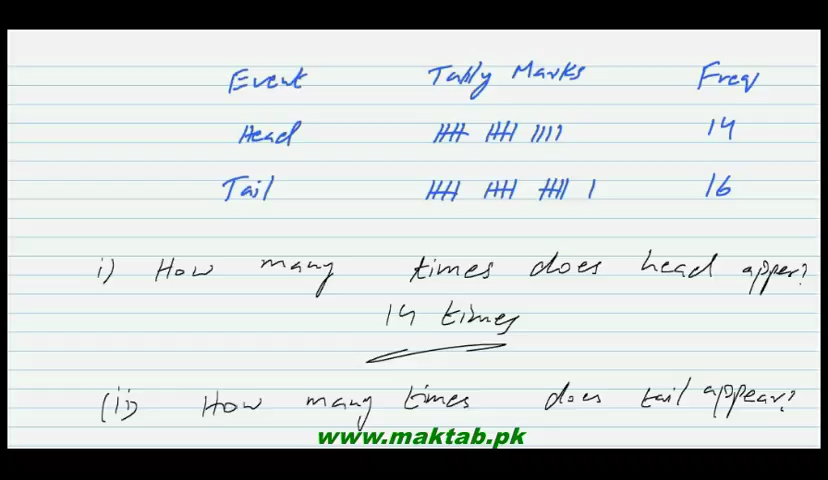 Event Tally Marks Freq
Head 𝍸 𝍸 |||| 14
Tail 𝍸 𝍸 𝍸 | 16
i) How many times does head apper?
14 times
(ii) How many times does tail appear?
www.maktab.pk